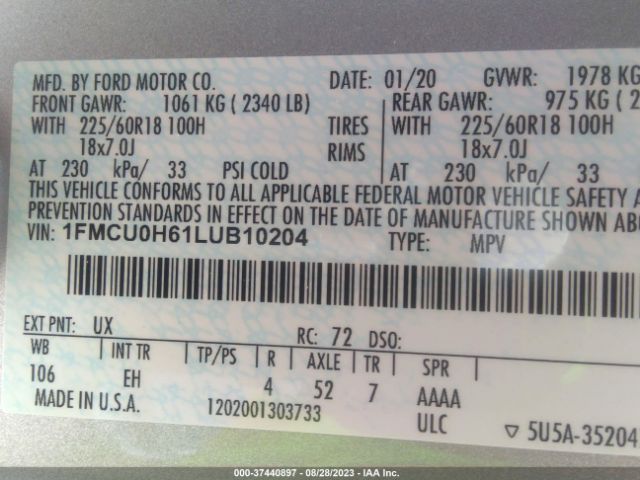 MFD. BY FORD MOTOR CO. DATE: 01/20 GVWR: 1978 KG
FRONT GAWR: 1061 KG ( 2340 LB) REAR GAWR: 975 KG ( 2
WITH 225/60R18 100H TIRES WITH 225/60R18 100H
18x7.0J RIMS 18x7.0J
AT 230 kPa/ 33 PSI COLD AT 230 kPa/ 33
THIS VEHICLE CONFORMS TO ALL APPLICABLE FEDERAL MOTOR VEHICLE SAFETY A
PREVENTION STANDARDS IN EFFECT ON THE DATE OF MANUFACTURE SHOWN ABO
VIN: 1FMCU0H61LUB10204 TYPE: MPV
EXT PNT: UX RC: 72 DSO:
WB INT TR TP/PS R AXLE TR SPR
106 EH 4 52 7 AAAA
MADE IN U.S.A. 1202001303733 ULC ▽ 5U5A-35204
000-37440897 - 08/28/2023 - IAA Inc.